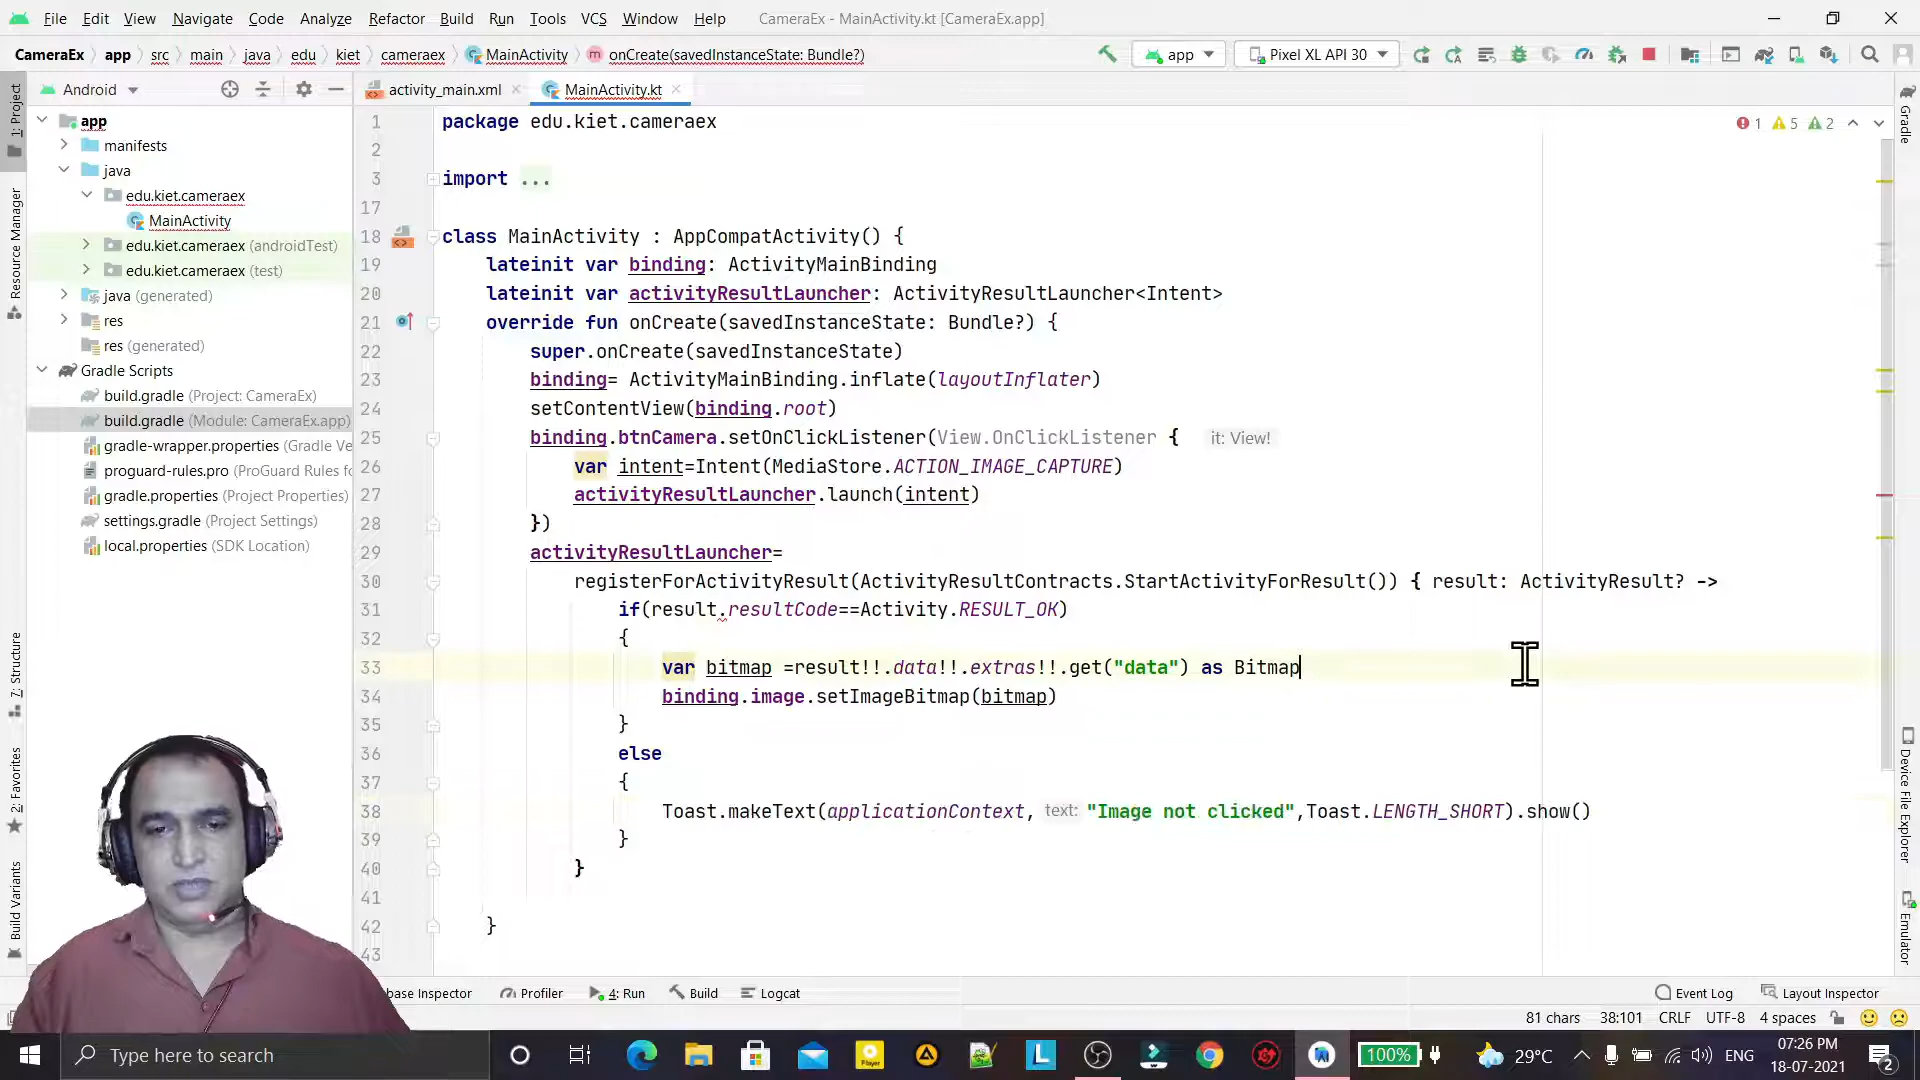 File Edit View Navigate Code Analyze Refactor Build Run Tools VCS Window Help CameraEx - MainActivity.kt [CameraEx.app]
CameraEx app src main java edu kiet cameraex MainActivity onCreate(savedInstanceState: Bundle?) app Pixel XL API 30
Android activity_main.xml MainActivity.kt
1: Project
Resource Manager
7: Structure
2: Favorites
Build Variants
app
manifests
java
edu.kiet.cameraex
MainActivity
edu.kiet.cameraex (androidTest)
edu.kiet.cameraex (test)
java (generated)
res
res (generated)
Gradle Scripts
build.gradle (Project: CameraEx)
build.gradle (Module: CameraEx.app)
gradle-wrapper.properties (Gradle Ve
proguard-rules.pro (ProGuard Rules fo
gradle.properties (Project Properties)
settings.gradle (Project Settings)
local.properties (SDK Location)
1 package edu.kiet.cameraex
1 5 2
2
3 import ...
17
18 class MainActivity : AppCompatActivity() {
19 lateinit var binding: ActivityMainBinding
20 lateinit var activityResultLauncher: ActivityResultLauncher<Intent>
21 override fun onCreate(savedInstanceState: Bundle?) {
22 super.onCreate(savedInstanceState)
23 binding= ActivityMainBinding.inflate(layoutInflater)
24 setContentView(binding.root)
25 binding.btnCamera.setOnClickListener(View.OnClickListener { it: View!
26 var intent=Intent(MediaStore.ACTION_IMAGE_CAPTURE)
27 activityResultLauncher.launch(intent)
28 })
29 activityResultLauncher=
30 registerForActivityResult(ActivityResultContracts.StartActivityForResult()) { result: ActivityResult? ->
31 if(result.resultCode==Activity.RESULT_OK)
32 {
33 var bitmap =result!!.data!!.extras!!.get("data") as Bitmap
34 binding.image.setImageBitmap(bitmap)
35 }
36 else
37 {
38 Toast.makeText(applicationContext, text: "Image not clicked",Toast.LENGTH_SHORT).show()
39 }
40 }
41
42 }
43
Gradle
Device File Explorer
Emulator
base Inspector Profiler 4: Run Build Logcat Event Log Layout Inspector
81 chars 38:101 CRLF UTF-8 4 spaces
Type here to search 100% 29°C ENG 07:26 PM
18-07-2021
2